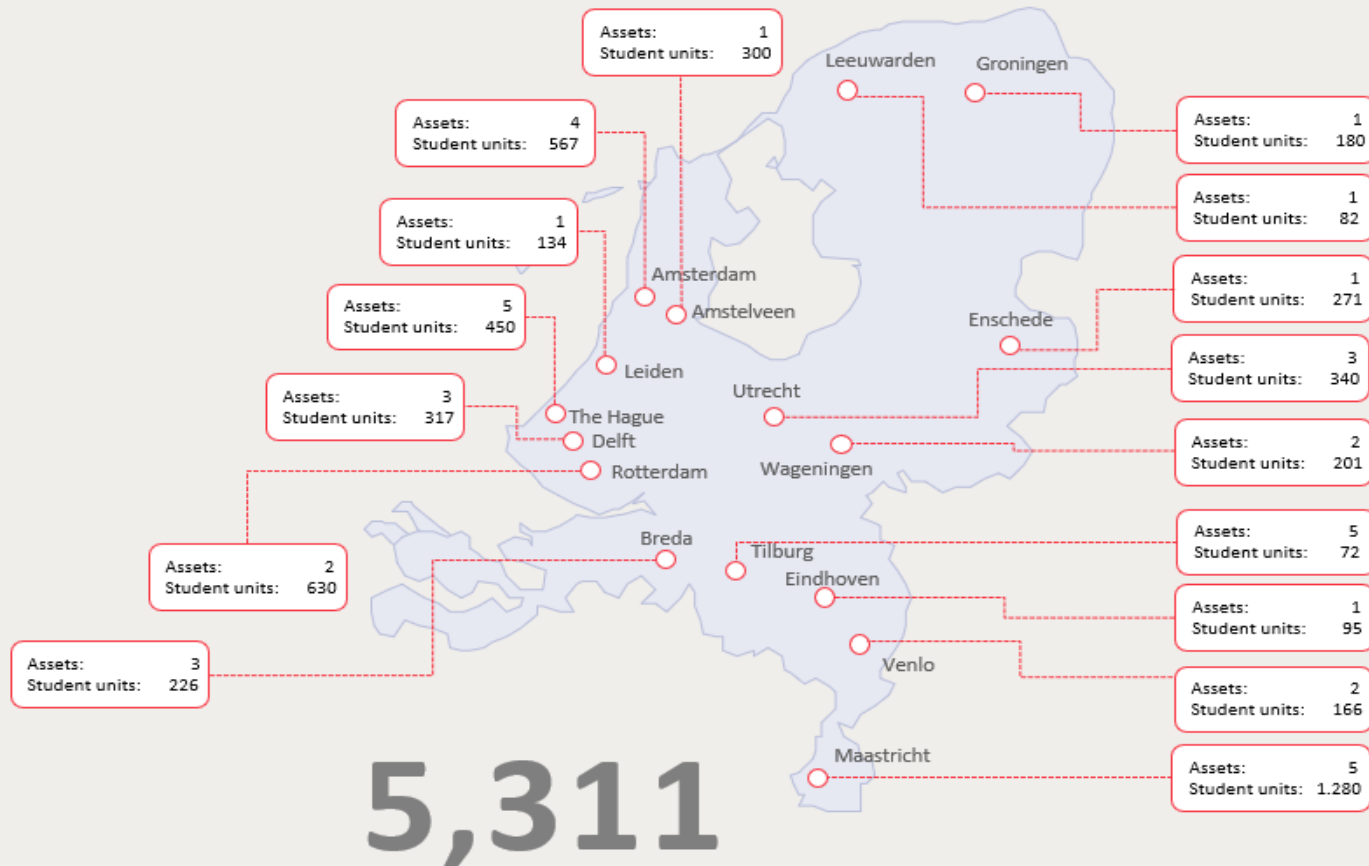 Assets: 1
Student units: 300
Leeuwarden
Groningen
Assets: 4
Student units: 567
Assets: 1
Student units: 180
Assets: 1
Student units: 82
Assets: 1
Student units: 134
Amsterdam
Amstelveen
Assets: 1
Student units: 271
Enschede
Assets: 5
Student units: 450
Leiden
Assets: 3
Student units: 340
Utrecht
Assets: 3
Student units: 317
The Hague
Delft
Rotterdam
Wageningen
Assets: 2
Student units: 201
Breda
Tilburg
Eindhoven
Assets: 5
Student units: 72
Assets: 2
Student units: 630
Assets: 1
Student units: 95
Assets: 3
Student units: 226
Venlo
Assets: 2
Student units: 166
Maastricht
Assets: 5
Student units: 1.280
5,311